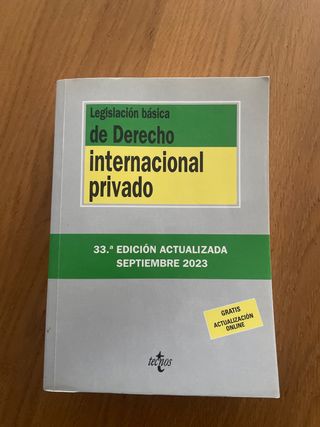 Legislación básica
de Derecho
internacional
privado
33.ª EDICIÓN ACTUALIZADA
SEPTIEMBRE 2023
GRATIS
ACTUALIZACIÓN
ONLINE
tecnos